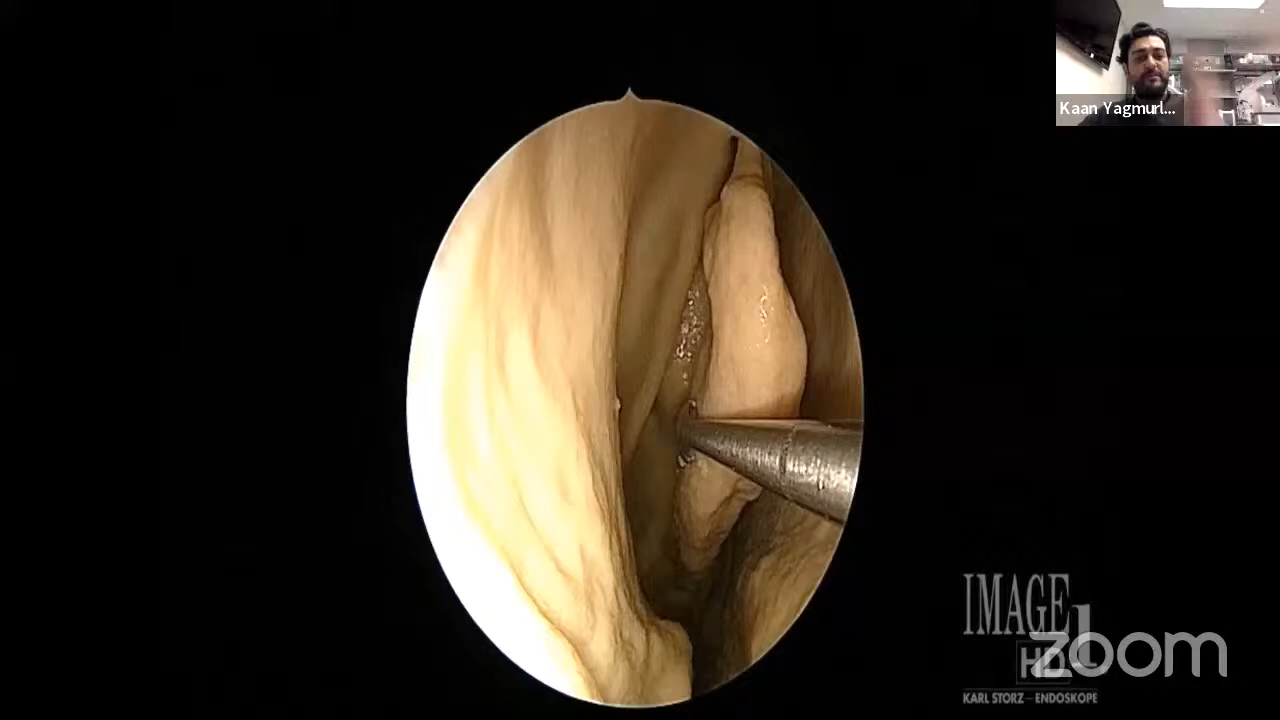 Kaan Yagmurl...
IMAGE 1
HD
zoom
KARL STORZ — ENDOSKOPE